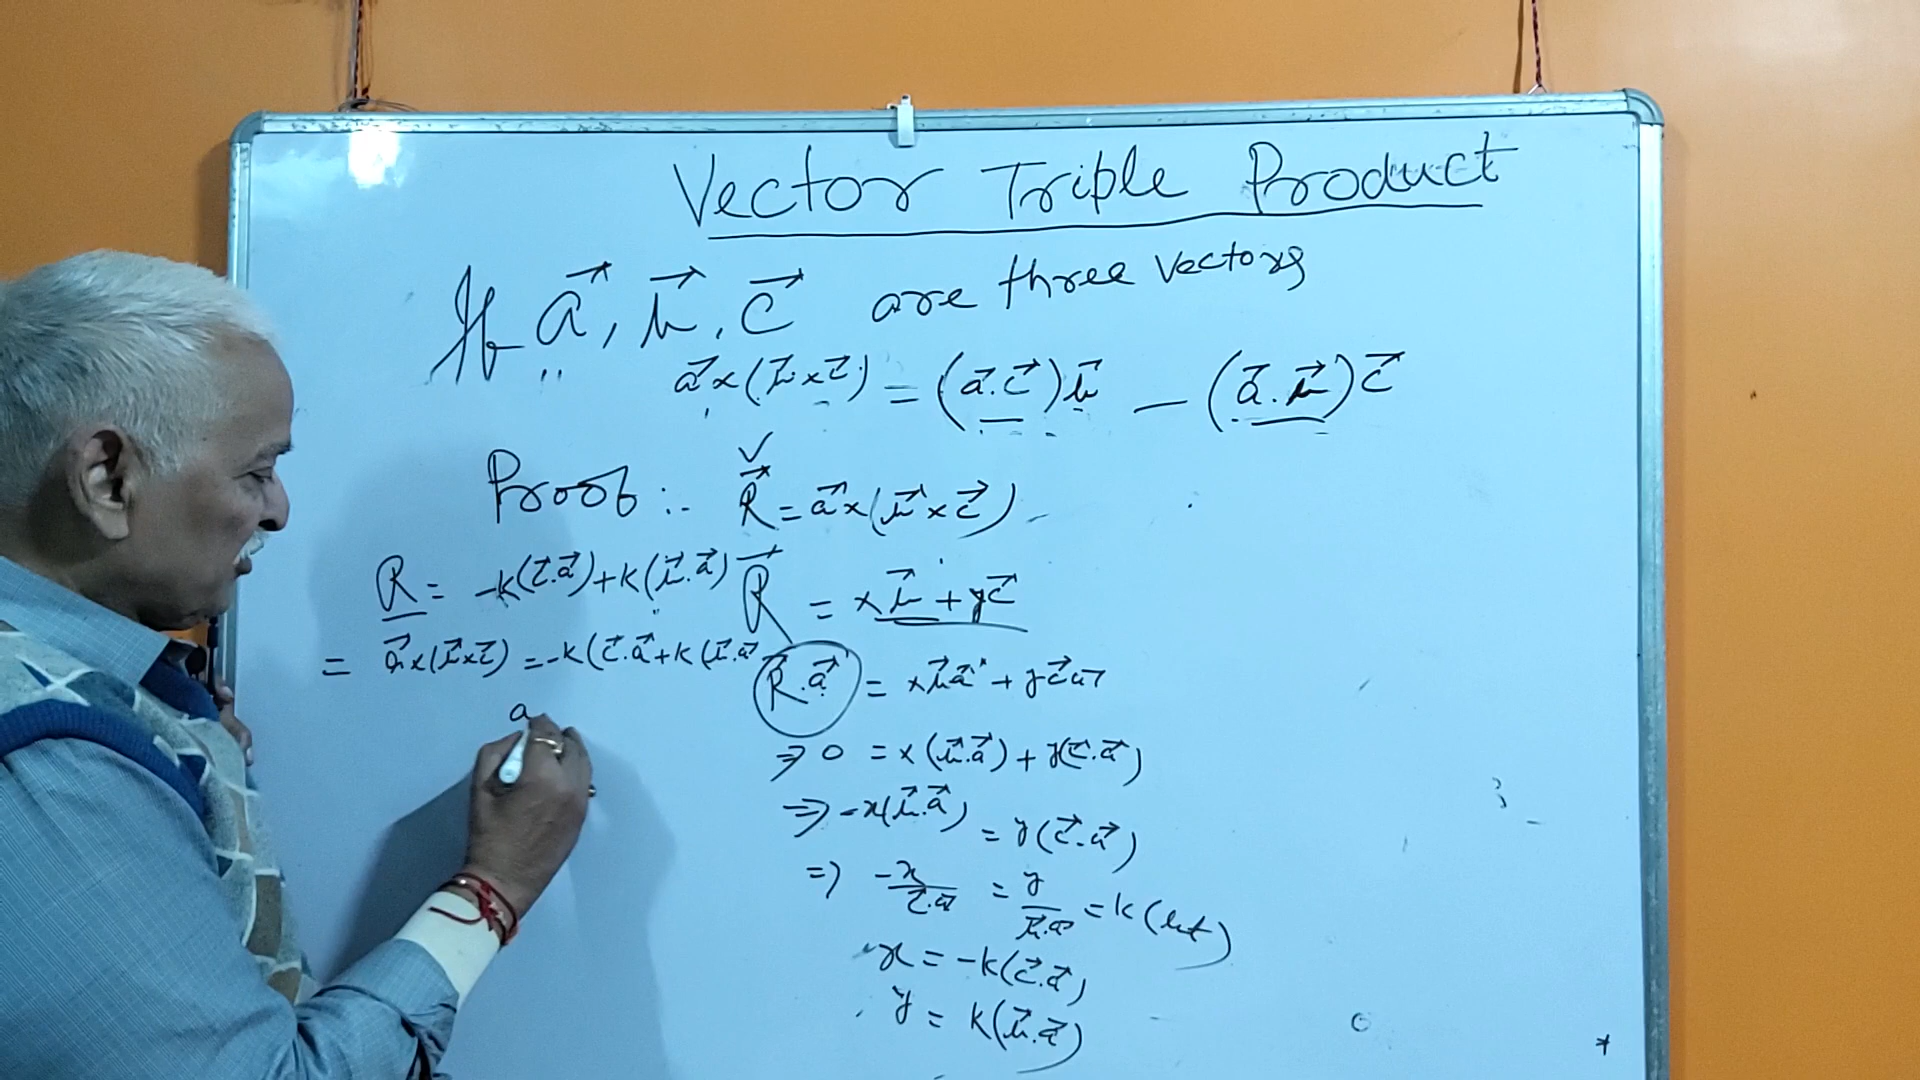 Vector Triple Product
If a⃗, b⃗, c⃗ are three vectors
a⃗×(b⃗×c⃗) = (a⃗.c⃗)b⃗ — (a⃗.b⃗)c⃗
Proof :- R⃗ = a⃗×(b⃗×c⃗)
R⃗ = xb⃗ + yc⃗
R⃗.a⃗ = xb⃗a⃗ + yc⃗a⃗
⇒ 0 = x(b⃗.a⃗) + y(c⃗.a⃗)
⇒ -x(b⃗.a⃗) = y(c⃗.a⃗)
⇒ -x/c⃗.a⃗ = y/b⃗.a⃗ = k (let)
x = -k(c⃗.a⃗)
y = k(b⃗.a⃗)
R = -k(c⃗.a⃗)+k(b⃗.a⃗)
= a⃗×(b⃗×c⃗) = -k(c⃗.a⃗+k(b⃗.a⃗
a